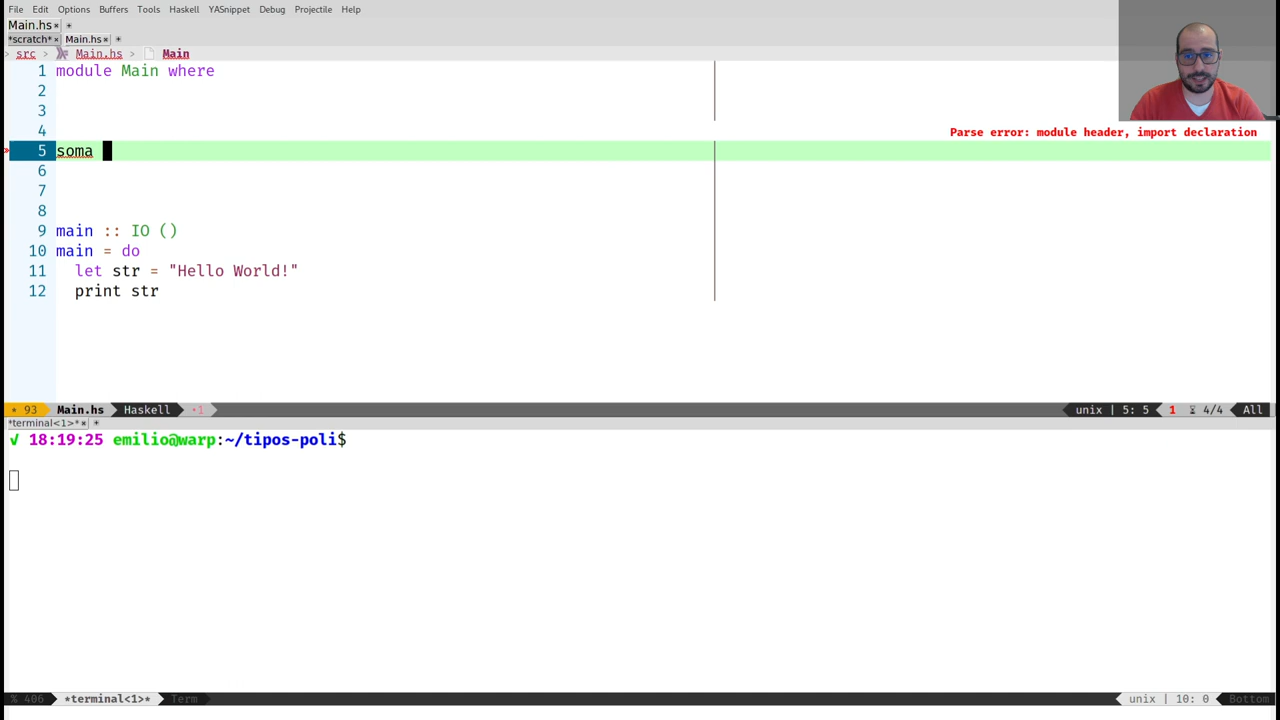 File Edit Options Buffers Tools Haskell YASnippet Debug Projectile Help
Main.hs× +
*scratch*× Main.hs× +
> src > Main.hs > Main
1 module Main where
2
3
4
Parse error: module header, import declaration
5 soma
6
7
8
9 main :: IO ()
10 main = do
11 let str = "Hello World!"
12 print str
* 93 Main.hs Haskell •1 unix | 5: 5 1 4/4 All
*terminal<1>*× +
√ 18:19:25 emilio@warp:~/tipos-poli$
% 406 *terminal<1>* Term unix | 10: 0 Bottom